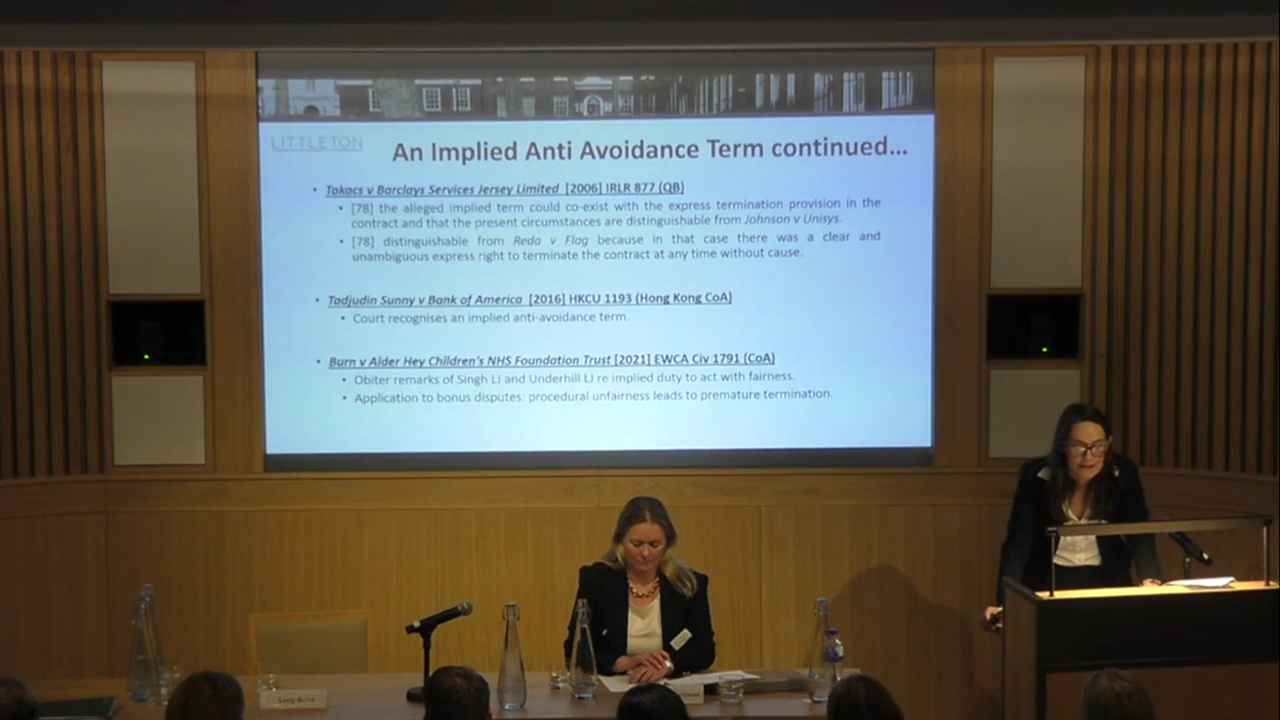 LITTLETON
An Implied Anti Avoidance Term continued...
• Takacs v Barclays Services Jersey Limited [2006] IRLR 877 (QB)
• [78] the alleged implied term could co-exist with the express termination provision in the
contract and that the present circumstances are distinguishable from Johnson v Unisys.
• [78] distinguishable from Reda v Flag because in that case there was a clear and
unambiguous express right to terminate the contract at any time without cause.
• Tadjudin Sunny v Bank of America [2016] HKCU 1193 (Hong Kong CoA)
• Court recognises an implied anti-avoidance term.
• Burn v Alder Hey Children's NHS Foundation Trust [2021] EWCA Civ 1791 (CoA)
• Obiter remarks of Singh LJ and Underhill LJ re implied duty to act with fairness.
• Application to bonus disputes: procedural unfairness leads to premature termination.